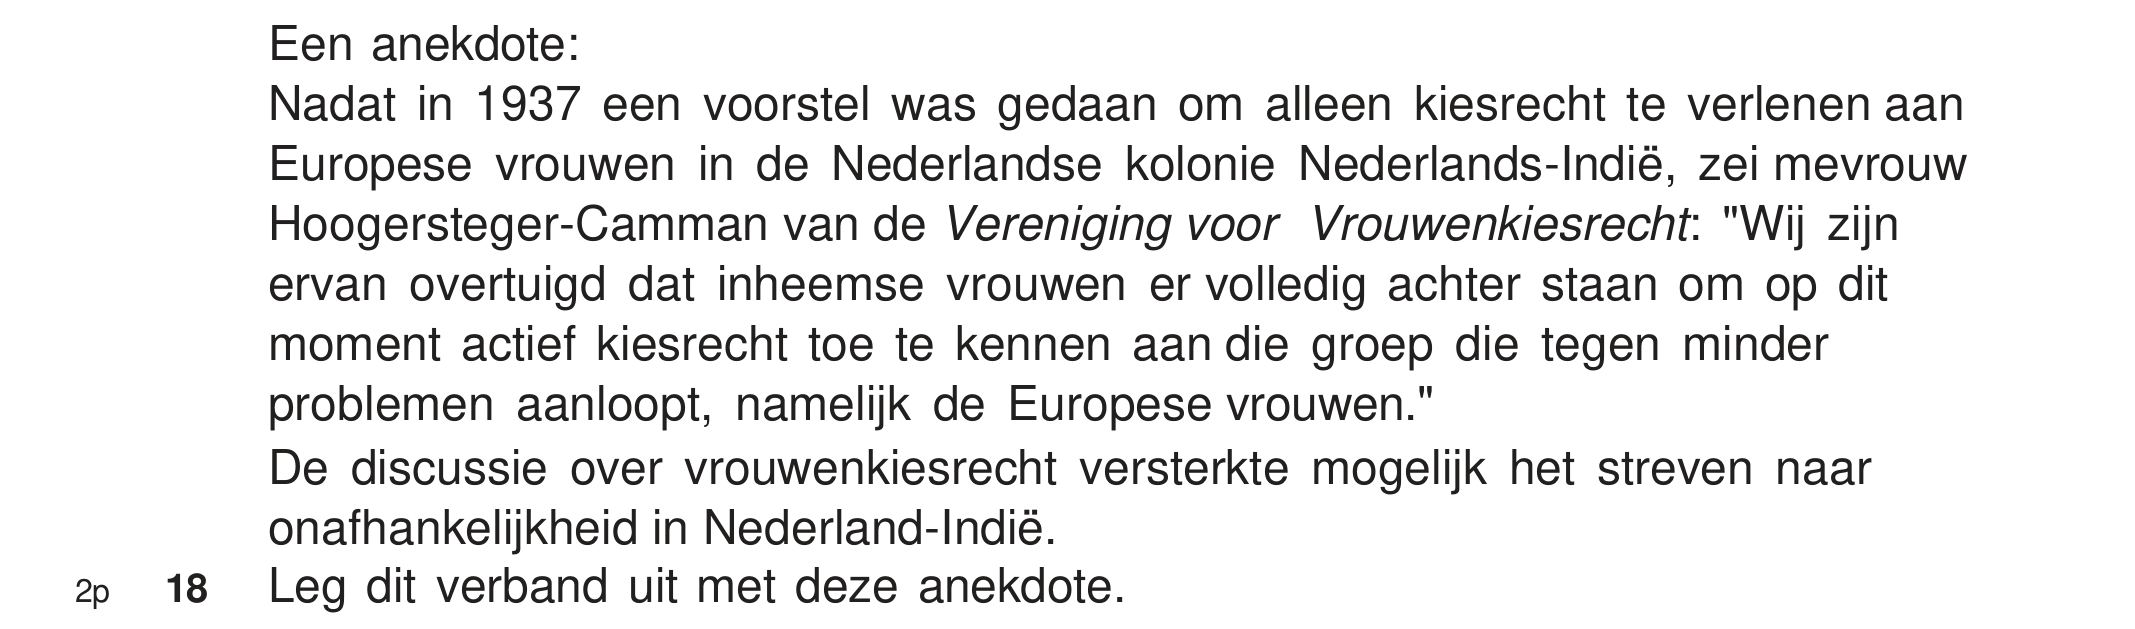 Een anekdote:
Nadat in 1937 een voorstel was gedaan om alleen kiesrecht te verlenen aan
Europese vrouwen in de Nederlandse kolonie Nederlands-Indië, zei mevrouw
Hoogersteger-Camman van de Vereniging voor Vrouwenkiesrecht: "Wij zijn
ervan overtuigd dat inheemse vrouwen er volledig achter staan om op dit
moment actief kiesrecht toe te kennen aan die groep die tegen minder
problemen aanloopt, namelijk de Europese vrouwen."
De discussie over vrouwenkiesrecht versterkte mogelijk het streven naar
onafhankelijkheid in Nederland-Indië.
2p 18 Leg dit verband uit met deze anekdote.